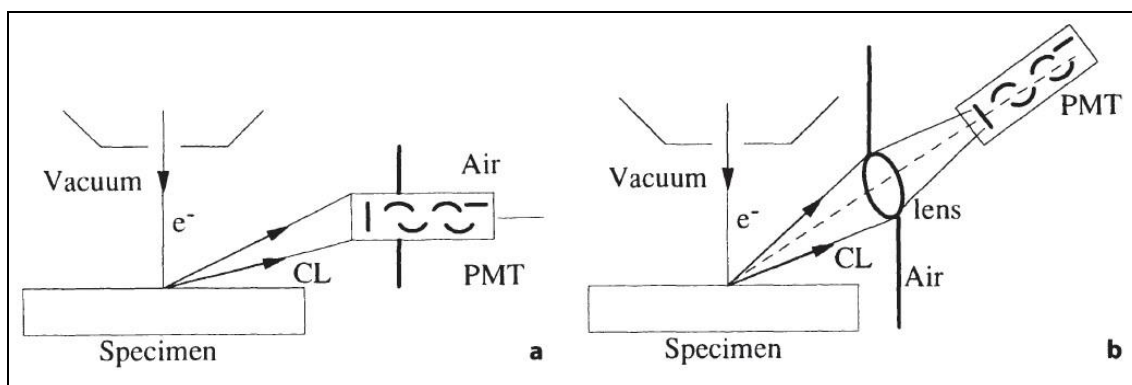 Vacuum
e-
Air
CL
PMT
Specimen
a
Vacuum
e-
PMT
lens
CL
Air
Specimen
b